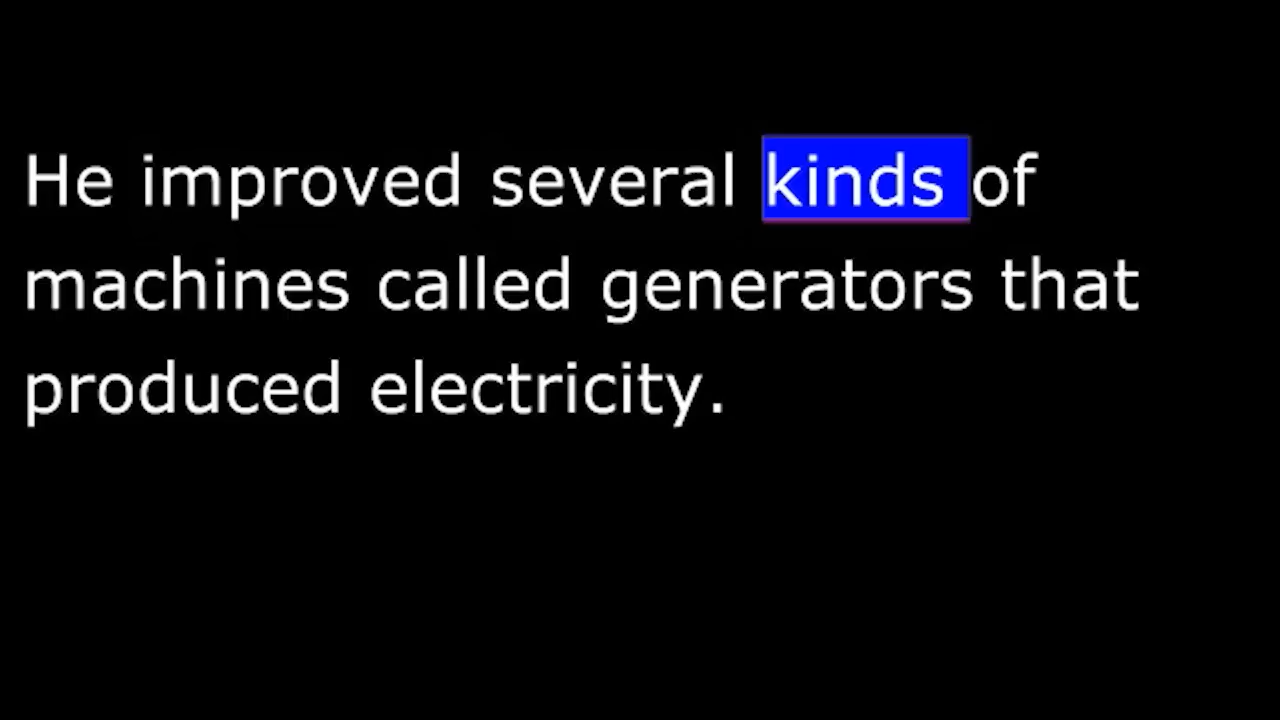 He improved several kinds of
machines called generators that
produced electricity.